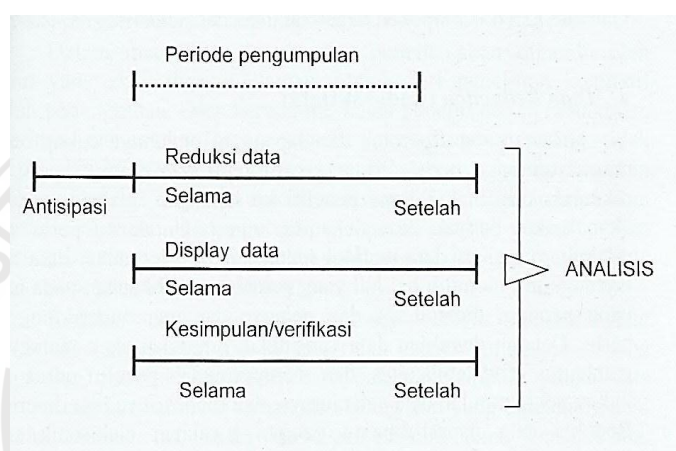 Periode pengumpulan
Reduksi data
Antisipasi
Selama
Setelah
Display data
Selama
Setelah
ANALISIS
Kesimpulan/verifikasi
Selama
Setelah